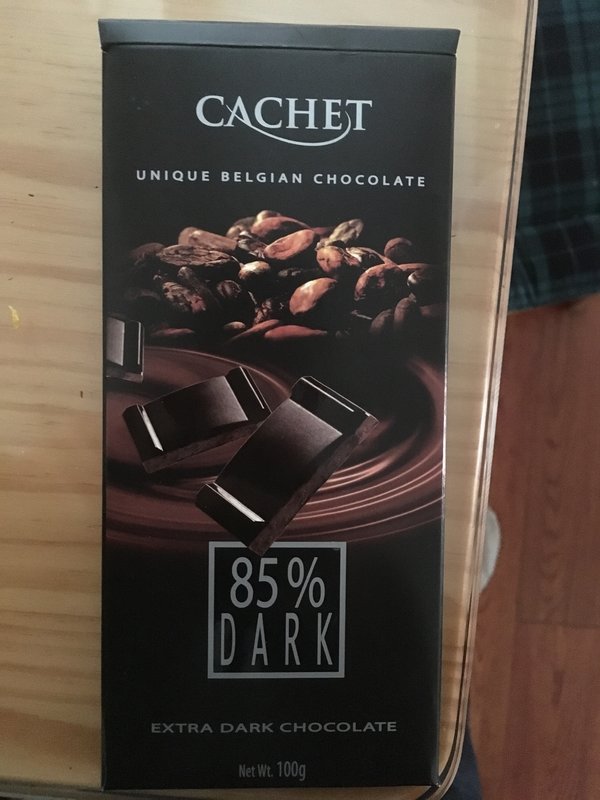 CACHET
UNIQUE BELGIAN CHOCOLATE
85%
DARK
EXTRA DARK CHOCOLATE
Net Wt. 100g